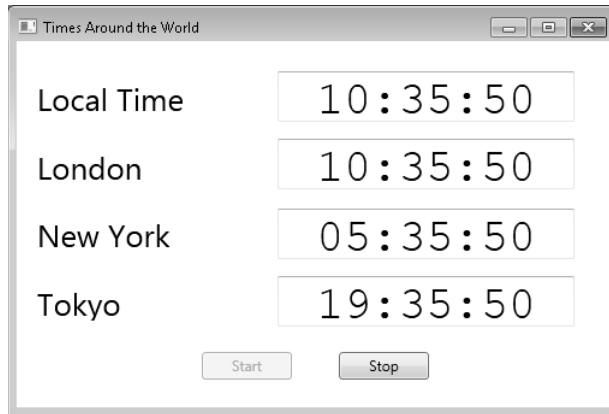 Times Around the World
Local Time 10:35:50
London 10:35:50
New York 05:35:50
Tokyo 19:35:50
Start Stop